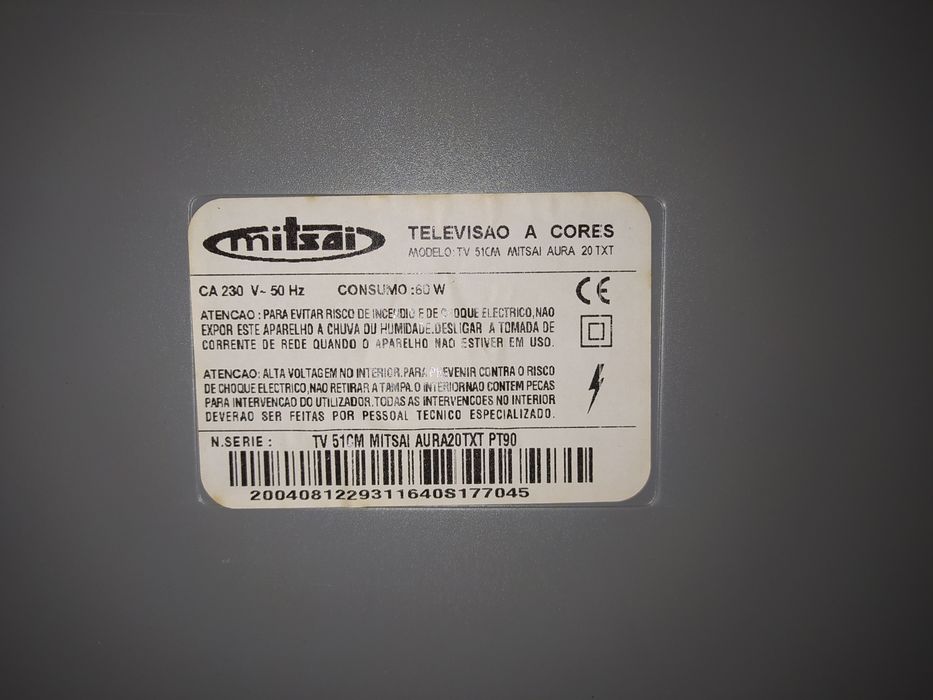 mitsai
TELEVISAO A CORES
MODELO: TV 51CM MITSAI AURA 20 TXT
CA 230 V~ 50 Hz CONSUMO :60 W
CE
ATENCAO : PARA EVITAR RISCO DE INCENDIO E DE CHOQUE ELECTRICO,NAO
EXPOR ESTE APARELHO A CHUVA OU HUMIDADE.DESLIGAR A TOMADA DE
CORRENTE DE REDE QUANDO O APARELHO NAO ESTIVER EM USO.
ATENCAO: ALTA VOLTAGEM NO INTERIOR.PARA PREVENIR CONTRA O RISCO
DE CHOQUE ELECTRICO,NAO RETIRAR A TAMPA.O INTERIOR NAO CONTEM PECAS
PARA INTERVENCAO DO UTILIZADOR.TODAS AS INTERVENCOES NO INTERIOR
DEVERAO SER FEITAS POR PESSOAL TECNICO ESPECIALIZADO.
N.SERIE : TV 51CM MITSAI AURA20TXT PT90
2004081229311640S177045